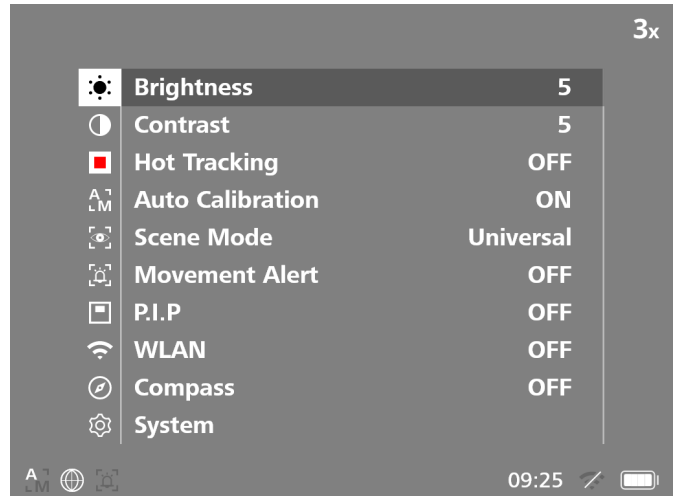 3x
Brightness 5
Contrast 5
Hot Tracking OFF
A M Auto Calibration ON
Scene Mode Universal
Movement Alert OFF
P.I.P OFF
WLAN OFF
Compass OFF
System
A M 09:25